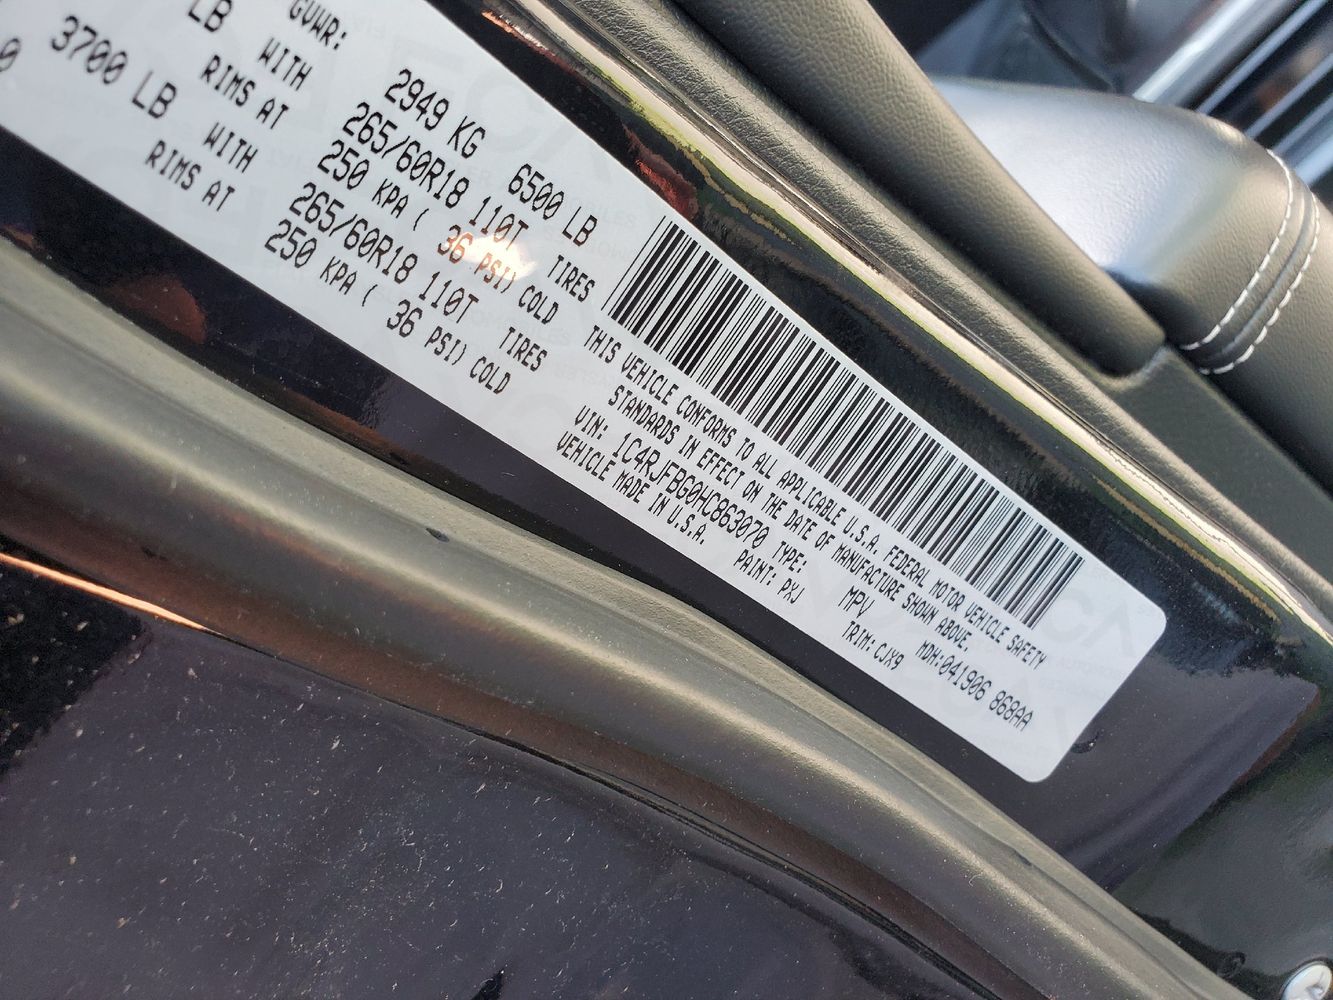 GVWR: 2949 KG 6500 LB
LB WITH 265/60R18 110T TIRES
RIMS AT 250 KPA ( 36 PSI) COLD
3700 LB WITH 265/60R18 110T TIRES
RIMS AT 250 KPA ( 36 PSI) COLD
THIS VEHICLE CONFORMS TO ALL APPLICABLE U.S.A. FEDERAL MOTOR VEHICLE SAFETY
STANDARDS IN EFFECT ON THE DATE OF MANUFACTURE SHOWN ABOVE.
VIN: 1C4RJFBG0HC863070 TYPE: MPV MDH:041906 868AA
VEHICLE MADE IN U.S.A. PAINT: PXJ TRIM: CJX9